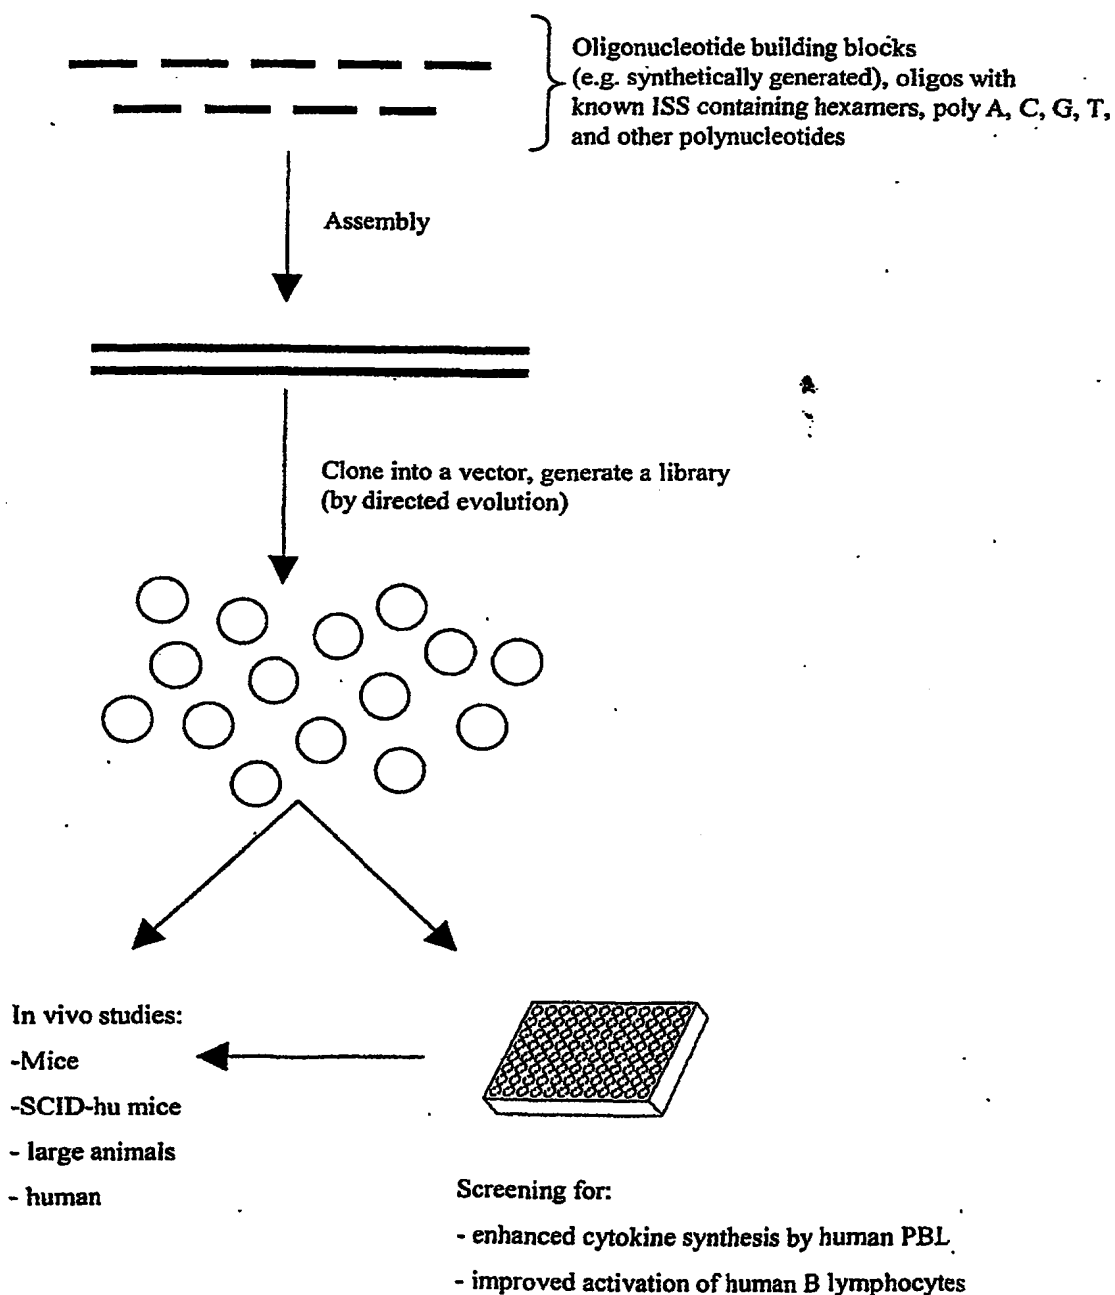 Oligonucleotide building blocks
(e.g. synthetically generated), oligos with
known ISS containing hexamers, poly A, C, G, T,
and other polynucleotides
Assembly
Clone into a vector, generate a library
(by directed evolution)
In vivo studies:
-Mice
-SCID-hu mice
- large animals
- human
Screening for:
- enhanced cytokine synthesis by human PBL
- improved activation of human B lymphocytes